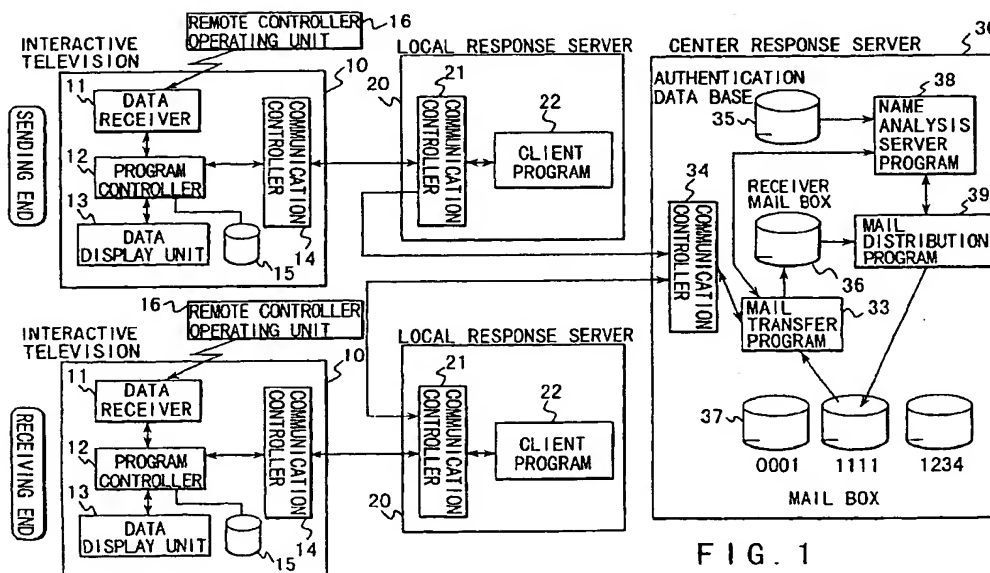 REMOTE CONTROLLER
OPERATING UNIT
16
INTERACTIVE
TELEVISION
10
11
DATA
RECEIVER
12
PROGRAM
CONTROLLER
13
DATA
DISPLAY UNIT
15
COMMUNICATION
CONTROLLER
14
SENDING END
LOCAL RESPONSE SERVER
20
21
COMMUNICATION
CONTROLLER
22
CLIENT
PROGRAM
CENTER RESPONSE SERVER
30
AUTHENTICATION
DATA BASE
35
38
NAME
ANALYSIS
SERVER
PROGRAM
34
COMMUNICATION
CONTROLLER
RECEIVER
MAIL BOX
36
39
MAIL
DISTRIBUTION
PROGRAM
MAIL
TRANSFER
PROGRAM
33
37
0001
1111
1234
MAIL BOX
16
REMOTE CONTROLLER
OPERATING UNIT
INTERACTIVE
TELEVISION
10
11
DATA
RECEIVER
12
PROGRAM
CONTROLLER
13
DATA
DISPLAY UNIT
15
COMMUNICATION
CONTROLLER
14
RECEIVING END
LOCAL RESPONSE SERVER
21
COMMUNICATION
CONTROLLER
22
CLIENT
PROGRAM
20
FIG. 1